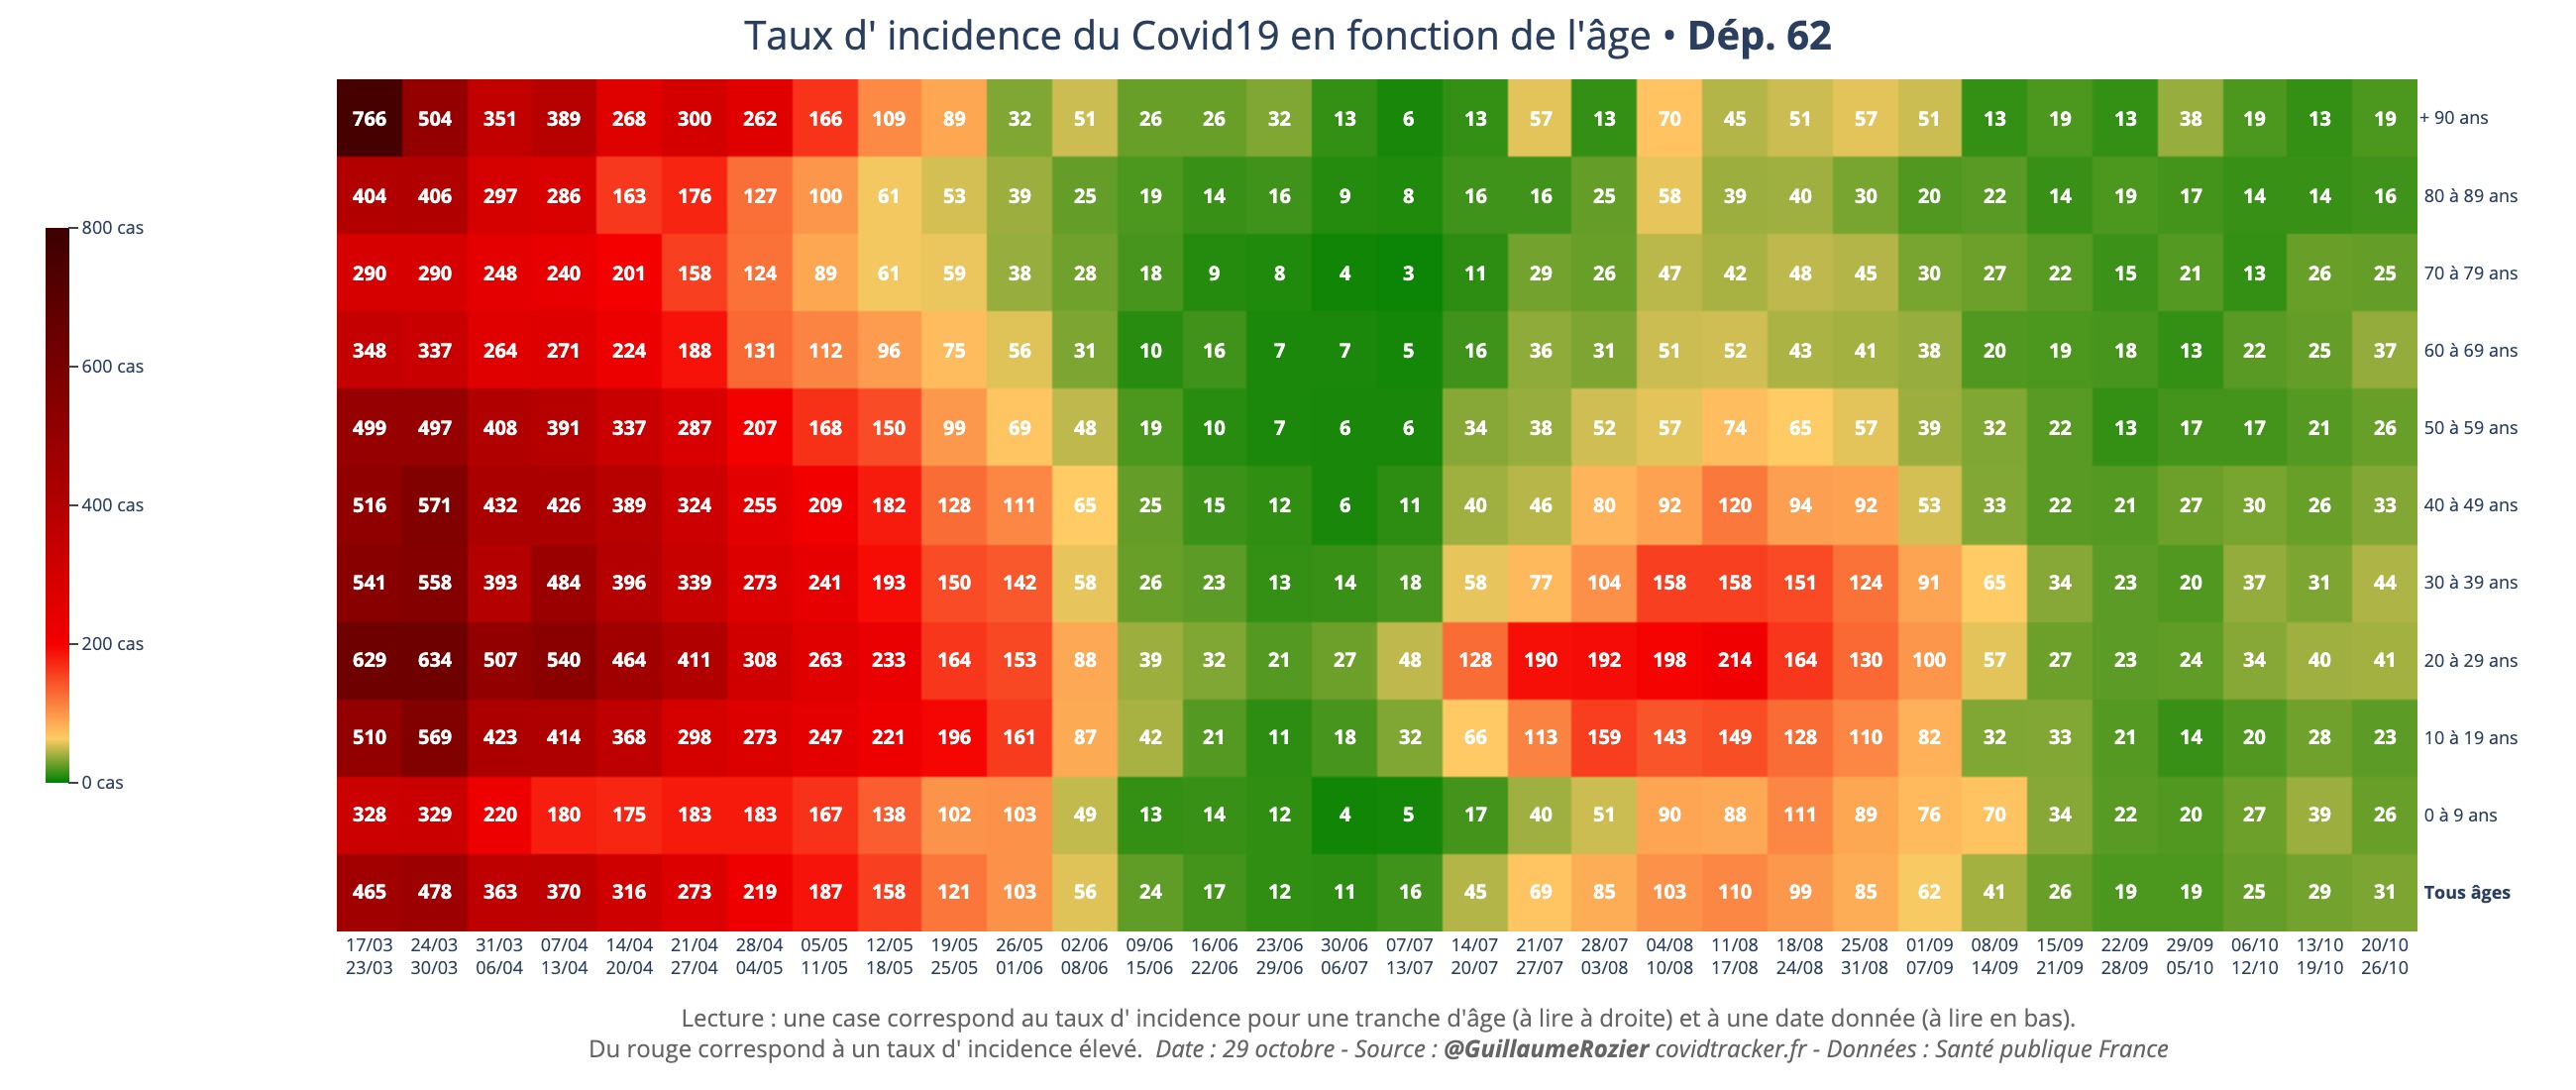 Taux d' incidence du Covid19 en fonction de l'âge • Dép. 62
800 cas
600 cas
400 cas
200 cas
0 cas
766 504 351 389 268 300 262 166 109 89 32 51 26 26 32 13 6 13 57 13 70 45 51 57 51 13 19 13 38 19 13 19 + 90 ans
404 406 297 286 163 176 127 100 61 53 39 25 19 14 16 9 8 16 16 25 58 39 40 30 20 22 14 19 17 14 14 16 80 à 89 ans
290 290 248 240 201 158 124 89 61 59 38 28 18 9 8 4 3 11 29 26 47 42 48 45 30 27 22 15 21 13 26 25 70 à 79 ans
348 337 264 271 224 188 131 112 96 75 56 31 10 16 7 7 5 16 36 31 51 52 43 41 38 20 19 18 13 22 25 37 60 à 69 ans
499 497 408 391 337 287 207 168 150 99 69 48 19 10 7 6 6 34 38 52 57 74 65 57 39 32 22 13 17 17 21 26 50 à 59 ans
516 571 432 426 389 324 255 209 182 128 111 65 25 15 12 6 11 40 46 80 92 120 94 92 53 33 22 21 27 30 26 33 40 à 49 ans
541 558 393 484 396 339 273 241 193 150 142 58 26 23 13 14 18 58 77 104 158 158 151 124 91 65 34 23 20 37 31 44 30 à 39 ans
629 634 507 540 464 411 308 263 233 164 153 88 39 32 21 27 48 128 190 192 198 214 164 130 100 57 27 23 24 34 40 41 20 à 29 ans
510 569 423 414 368 298 273 247 221 196 161 87 42 21 11 18 32 66 113 159 143 149 128 110 82 32 33 21 14 20 28 23 10 à 19 ans
328 329 220 180 175 183 183 167 138 102 103 49 13 14 12 4 5 17 40 51 90 88 111 89 76 70 34 22 20 27 39 26 0 à 9 ans
465 478 363 370 316 273 219 187 158 121 103 56 24 17 12 11 16 45 69 85 103 110 99 85 62 41 26 19 19 25 29 31 Tous âges
17/03 24/03 31/03 07/04 14/04 21/04 28/04 05/05 12/05 19/05 26/05 02/06 09/06 16/06 23/06 30/06 07/07 14/07 21/07 28/07 04/08 11/08 18/08 25/08 01/09 08/09 15/09 22/09 29/09 06/10 13/10 20/10
23/03 30/03 06/04 13/04 20/04 27/04 04/05 11/05 18/05 25/05 01/06 08/06 15/06 22/06 29/06 06/07 13/07 20/07 27/07 03/08 10/08 17/08 24/08 31/08 07/09 14/09 21/09 28/09 05/10 12/10 19/10 26/10
Lecture : une case correspond au taux d' incidence pour une tranche d'âge (à lire à droite) et à une date donnée (à lire en bas).
Du rouge correspond à un taux d' incidence élevé. Date : 29 octobre - Source : @GuillaumeRozier covidtracker.fr - Données : Santé publique France